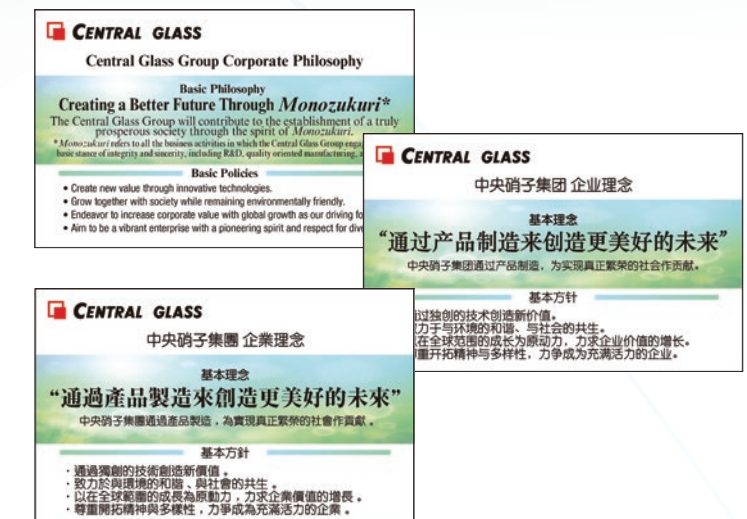 CENTRAL GLASS
Central Glass Group Corporate Philosophy
Basic Philosophy
Creating a Better Future Through Monozukuri*
The Central Glass Group will contribute to the establishment of a truly
prosperous society through the spirit of Monozukuri.
*Monozukuri refers to all the business activities in which the Central Glass Group
basic stance of integrity and sincerity, including R&D, quality oriented manufacturing,
Basic Policies
• Create new value through innovative technologies.
• Grow together with society while remaining environmentally friendly.
• Endeavor to increase corporate value with global growth as our driving
• Aim to be a vibrant enterprise with a pioneering spirit and respect for
CENTRAL GLASS
中央硝子集团 企业理念
基本理念
“通过产品制造来创造更美好的未来”
中央硝子集团通过产品制造，为实现真正繁荣的社会作贡献。
基本方针
过独创的技术创造新价值。
力于与环境的和谐、与社会的共生。
在全球范围的成长为原动力，力求企业价值的增长。
重开拓精神与多样性，力争成为充满活力的企业。
CENTRAL GLASS
中央硝子集團 企業理念
基本理念
“通過產品製造來創造更美好的未來”
中央硝子集團通過產品製造，為實現真正繁榮的社會作貢獻。
基本方針
・通過獨創的技術創造新價值。
・致力於與環境的和諧、與社會的共生。
・以在全球範圍的成長為原動力，力求企業價值的增長。
・尊重開拓精神與多樣性，力爭成為充滿活力的企業。